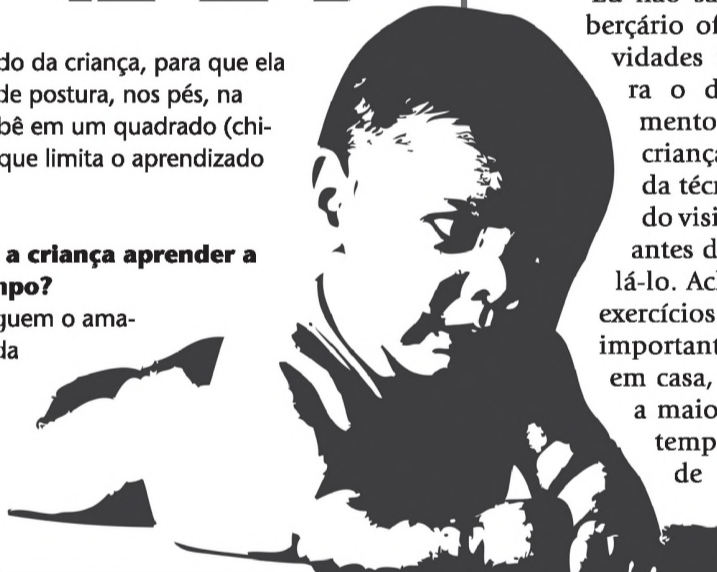 do da criança, para que ela
de postura, nos pés, na
bê em um quadrado (chi-
que limita o aprendizado
a criança aprender a
mpo?
guem o ama-
da
berçário of
vidades
ra o d
mento
criança
da técn
do visi
antes d
lá-lo. Ac
exercícios
important
em casa,
a maio
temp
de